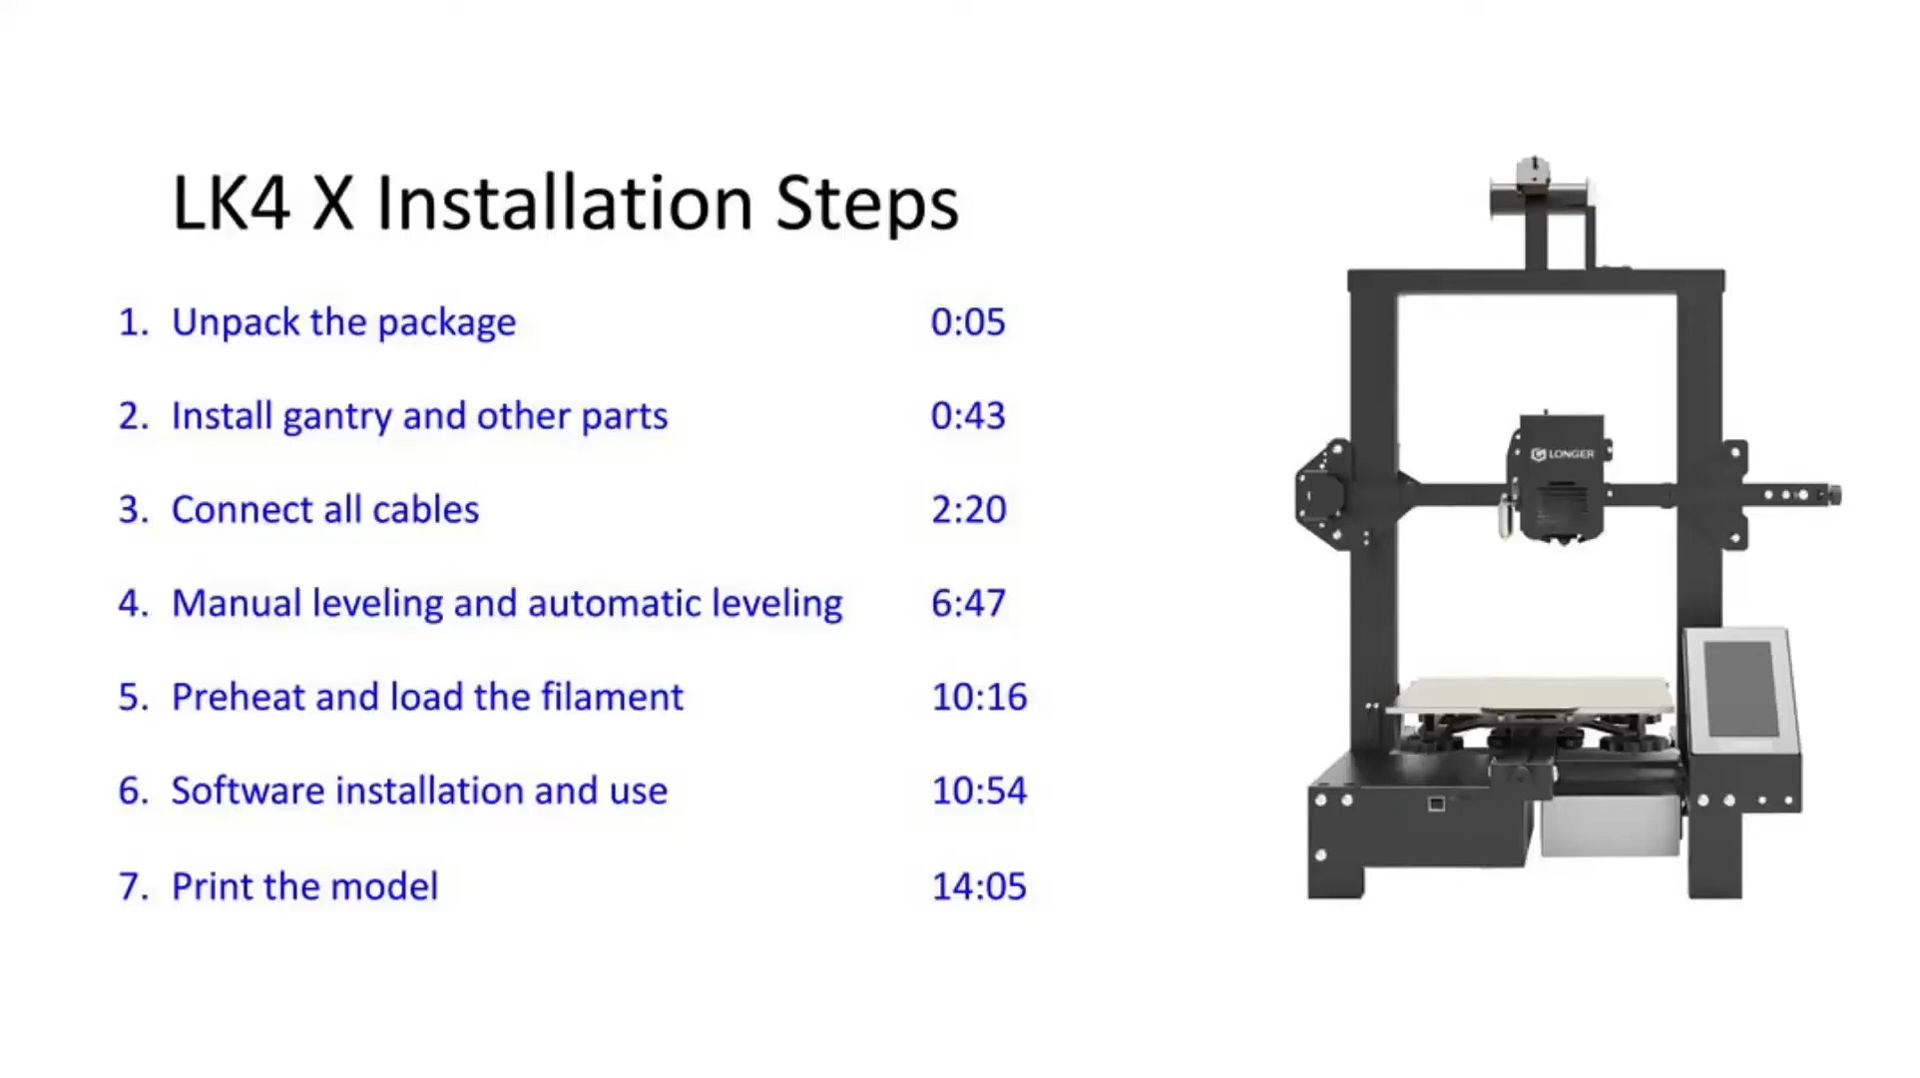 LK4 X Installation Steps
1. Unpack the package 0:05
2. Install gantry and other parts 0:43
3. Connect all cables 2:20
4. Manual leveling and automatic leveling 6:47
5. Preheat and load the filament 10:16
6. Software installation and use 10:54
7. Print the model 14:05
LONGER